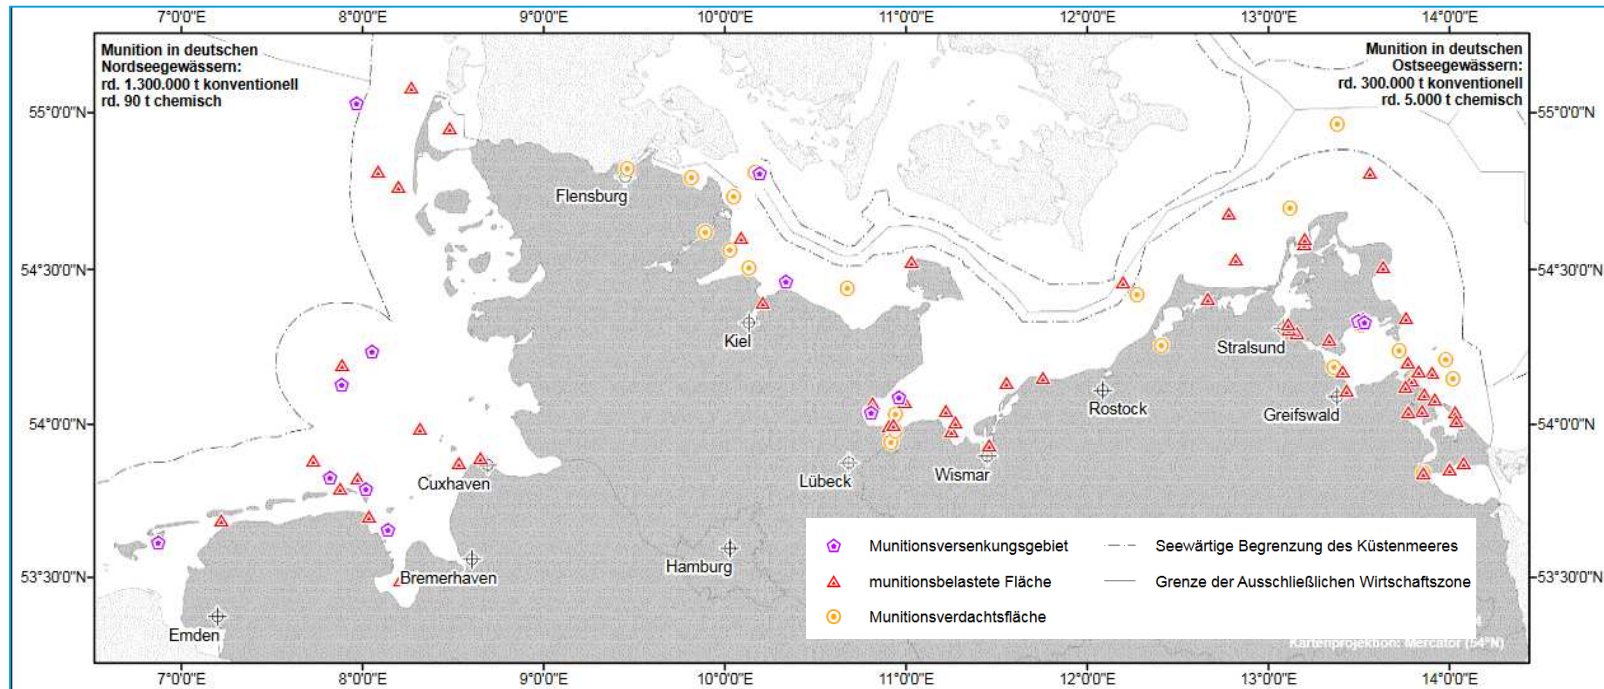 7°0'0"E 8°0'0"E 9°0'0"E 10°0'0"E 11°0'0"E 12°0'0"E 13°0'0"E 14°0'0"E
Munition in deutschen
Nordseegewässern:
rd. 1.300.000 t konventionell
rd. 90 t chemisch
Munition in deutschen
Ostseegewässern:
rd. 300.000 t konventionell
rd. 5.000 t chemisch
55°0'0"N 55°0'0"N
Flensburg
54°30'0"N 54°30'0"N
Kiel
Stralsund
Rostock
Greifswald
54°0'0"N 54°0'0"N
Cuxhaven
Lübeck
Wismar
Hamburg
Bremerhaven
53°30'0"N 53°30'0"N
Emden
Munitionsversenkungsgebiet
munitionsbelastete Fläche
Munitionsverdachtsfläche
Seewärtige Begrenzung des Küstenmeeres
Grenze der Ausschließlichen Wirtschaftszone
Kartenprojektion: Mercator (54°N)
7°0'0"E 8°0'0"E 9°0'0"E 10°0'0"E 11°0'0"E 12°0'0"E 13°0'0"E 14°0'0"E